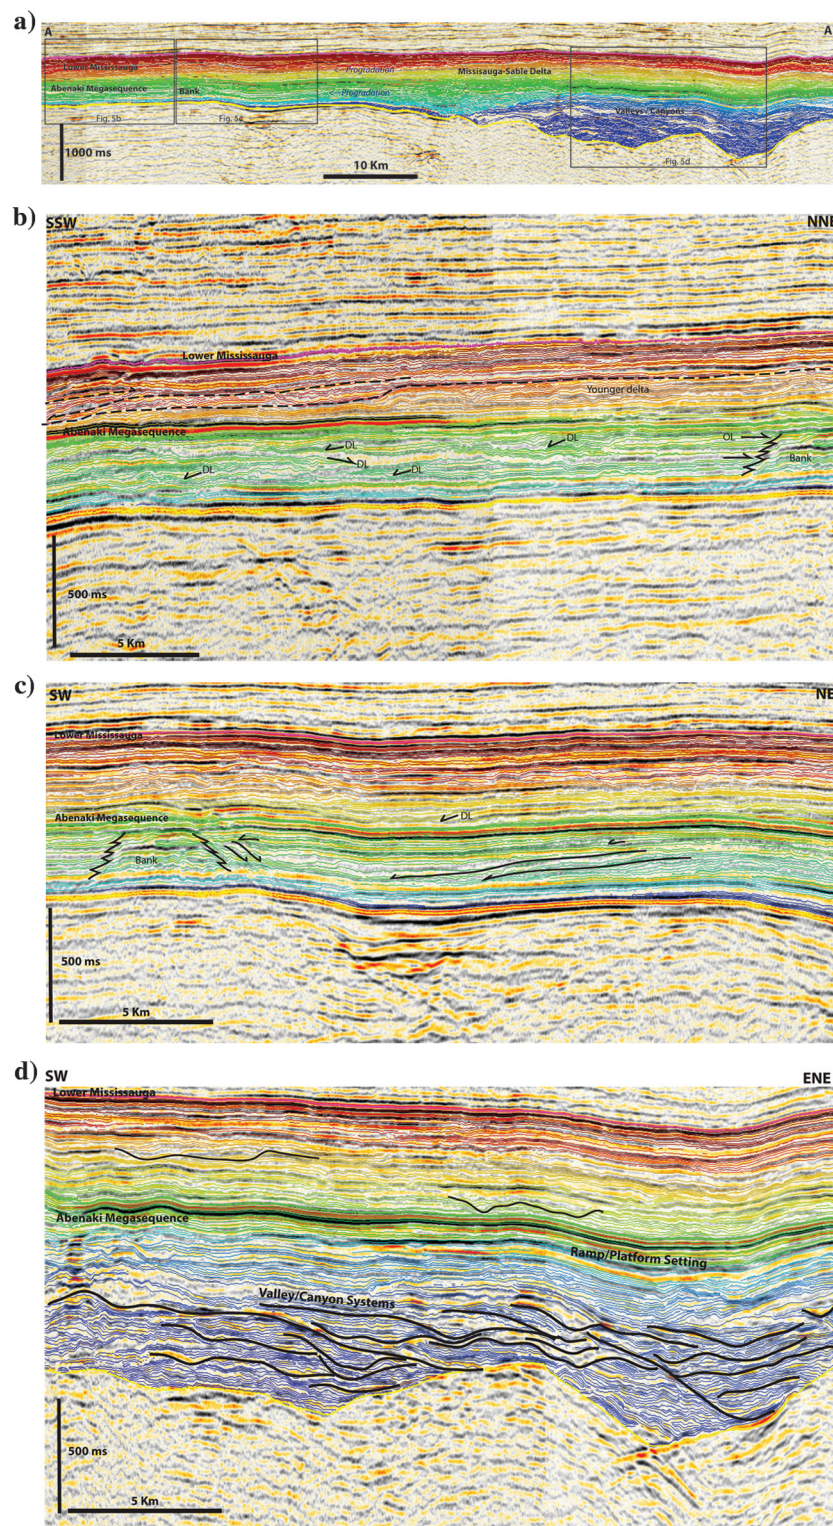 a)
A
A
Lower Mississauga
<--Progradation
Missisauga-Sable Delta
Abenaki Megasequence
Bank
<--Progradation
Valleys / Canyons
Fig. 5b
Fig. 5c
Fig. 5d
1000 ms
10 Km
b)
SSW
NNE
Lower Mississauga
Younger delta
Abenaki Megasequence
DL
DL
OL
DL
DL
DL
Bank
500 ms
5 Km
c)
SW
NE
Lower Mississauga
DL
Abenaki Megasequence
Bank
500 ms
5 Km
d)
SW
ENE
Lower Mississauga
Abenaki Megasequence
Ramp/Platform Setting
Valley/Canyon Systems
500 ms
5 Km